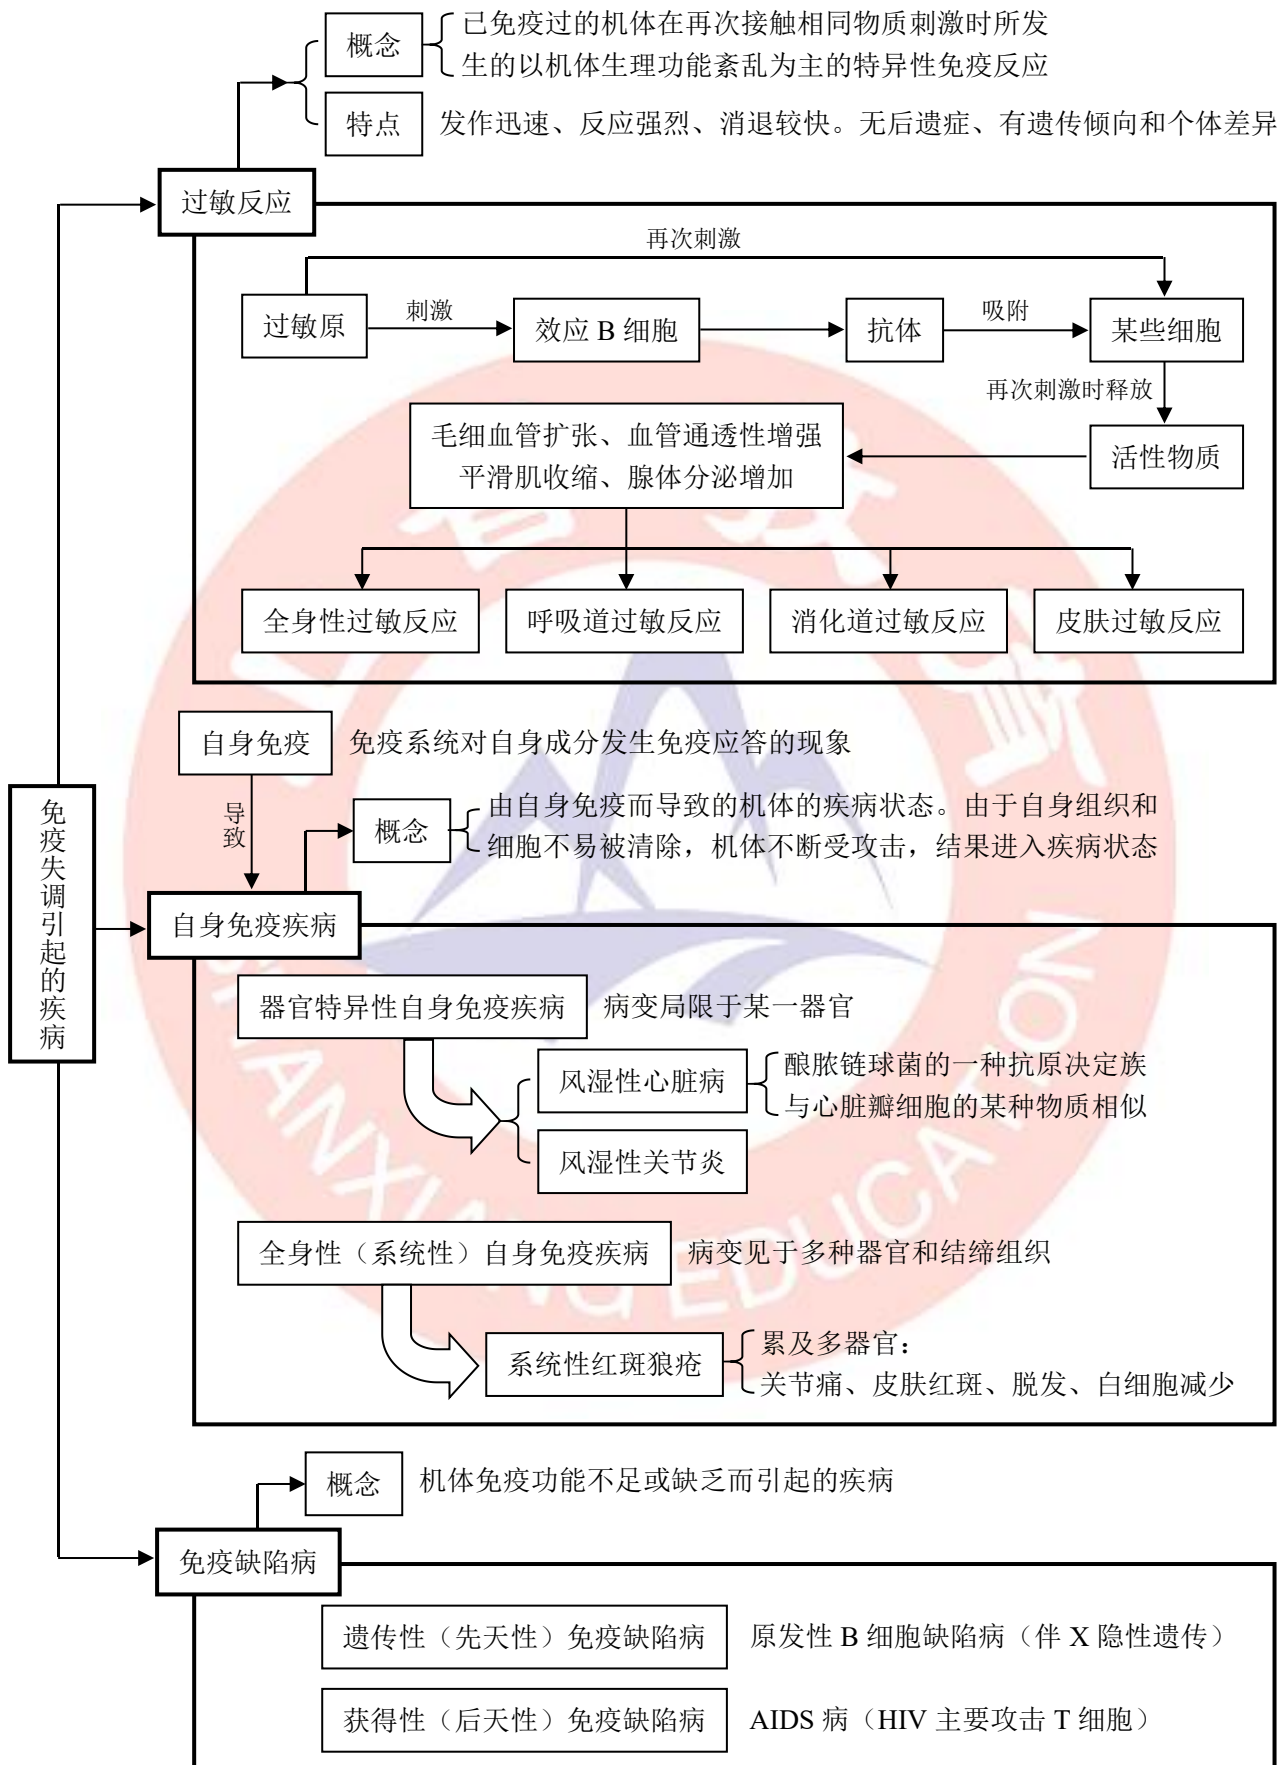 已免疫过的机体在再次接触相同物质刺激时所发
概念
生的以机体生理功能紊乱为主的特异性免疫反应
特点
发作迅速、反应强烈、消退较快。无后遗症、有遗传倾向和个体差异
过敏反应
再次刺激
过敏原
刺激
效应 B 细胞
抗体
吸附
某些细胞
再次刺激时释放
毛细血管扩张、血管通透性增强
平滑肌收缩、腺体分泌增加
活性物质
全身性过敏反应
呼吸道过敏反应
消化道过敏反应
皮肤过敏反应
自身免疫
免疫系统对自身成分发生免疫应答的现象
导致
概念
由自身免疫而导致的机体的疾病状态。由于自身组织和
细胞不易被清除，机体不断受攻击，结果进入疾病状态
免疫失调引起的疾病
自身免疫疾病
器官特异性自身免疫疾病
病变局限于某一器官
风湿性心脏病
酿脓链球菌的一种抗原决定族
与心脏瓣细胞的某种物质相似
风湿性关节炎
全身性（系统性）自身免疫疾病
病变见于多种器官和结缔组织
系统性红斑狼疮
累及多器官：
关节痛、皮肤红斑、脱发、白细胞减少
概念
机体免疫功能不足或缺乏而引起的疾病
免疫缺陷病
遗传性（先天性）免疫缺陷病
原发性 B 细胞缺陷病（伴 X 隐性遗传）
获得性（后天性）免疫缺陷病
AIDS 病（HIV 主要攻击 T 细胞）
SHANXIANG EDUCATION